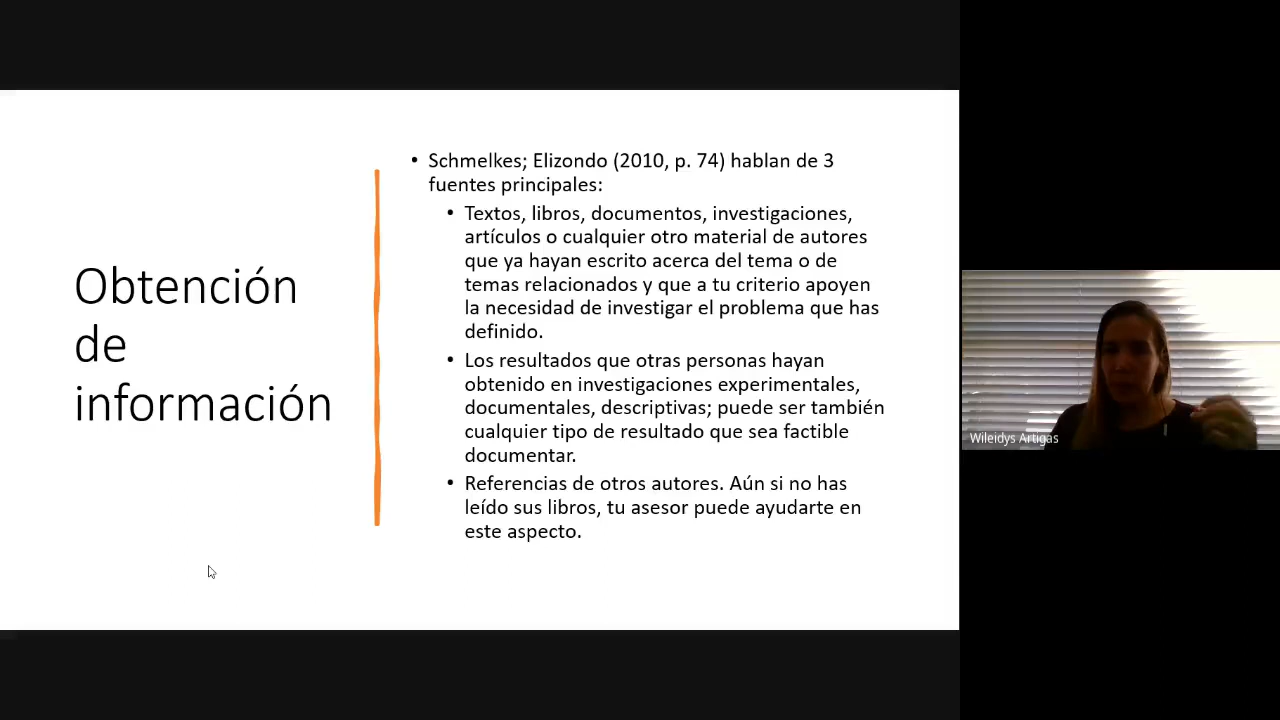 Obtención
de
información
• Schmelkes; Elizondo (2010, p. 74) hablan de 3
fuentes principales:
• Textos, libros, documentos, investigaciones,
artículos o cualquier otro material de autores
que ya hayan escrito acerca del tema o de
temas relacionados y que a tu criterio apoyen
la necesidad de investigar el problema que has
definido.
• Los resultados que otras personas hayan
obtenido en investigaciones experimentales,
documentales, descriptivas; puede ser también
cualquier tipo de resultado que sea factible
documentar.
• Referencias de otros autores. Aún si no has
leído sus libros, tu asesor puede ayudarte en
este aspecto.
Wileidys Artigas